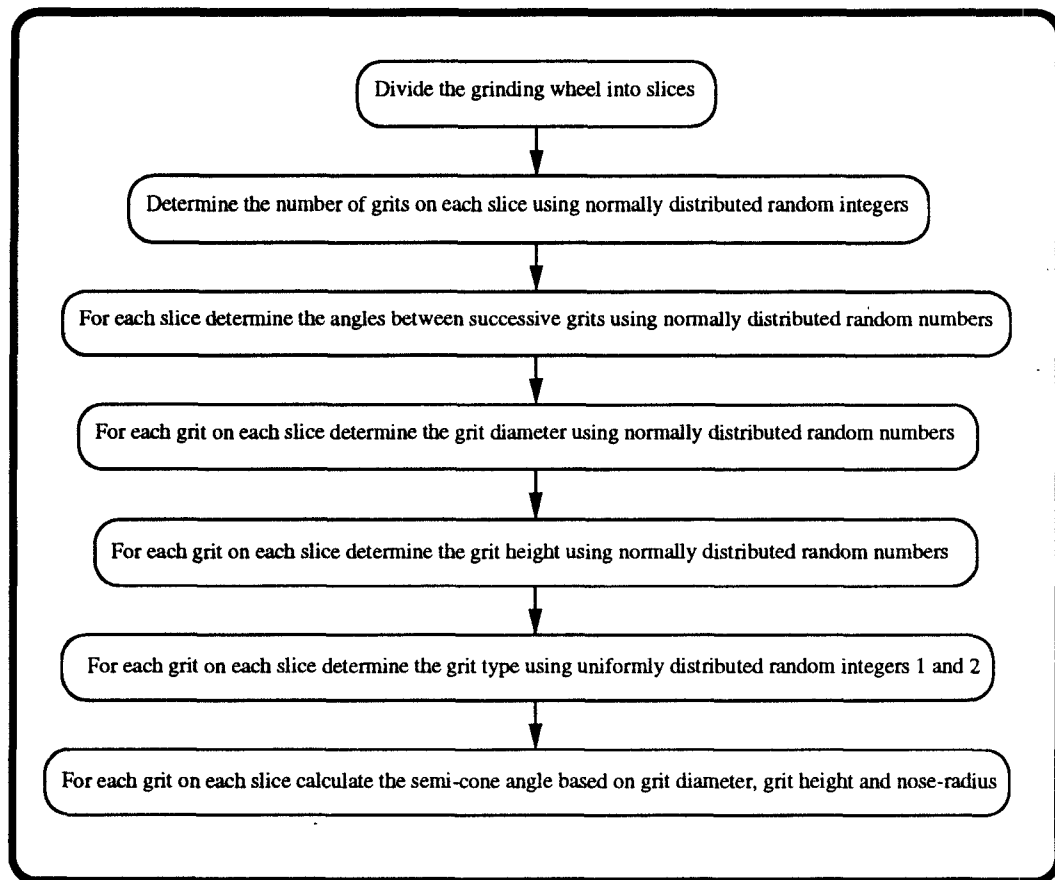 Divide the grinding wheel into slices
Determine the number of grits on each slice using normally distributed random integers
For each slice determine the angles between successive grits using normally distributed random numbers
For each grit on each slice determine the grit diameter using normally distributed random numbers
For each grit on each slice determine the grit height using normally distributed random numbers
For each grit on each slice determine the grit type using uniformly distributed random integers 1 and 2
For each grit on each slice calculate the semi-cone angle based on grit diameter, grit height and nose-radius